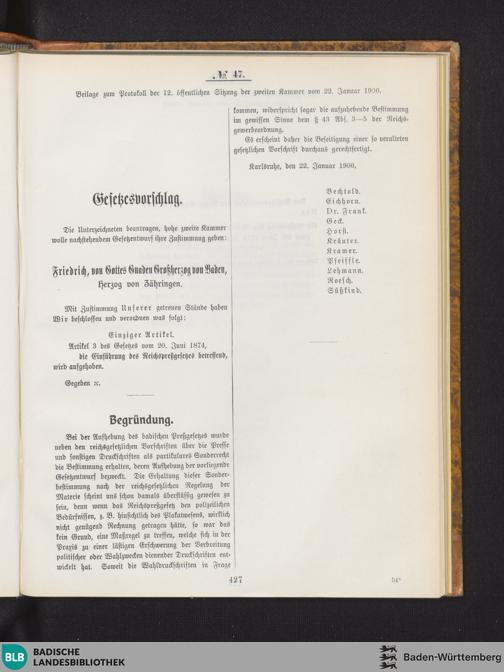 № 47.
Beilage zum Protokoll der 12. öffentlichen Sitzung der zweiten Kammer vom 22. Januar 1906.
Gesetzesvorschlag.
Die Unterzeichneten beantragen, hohe zweite Kammer
wolle nachstehendem Gesetzentwurf ihre Zustimmung geben:
Friedrich, von Gottes Gnaden Großherzog von Baden,
Herzog von Zähringen.
Mit Zustimmung Unserer getreuen Stände haben
Wir beschlossen und verordnen was folgt:
Einziger Artikel.
Artikel 3 des Gesetzes vom 20. Juni 1874,
die Einführung des Reichspreßgesetzes betreffend,
wird aufgehoben.
Gegeben ꝛc.
Begründung.
Bei der Aufhebung des badischen Preßgesetzes wurde
neben den reichsgesetzlichen Vorschriften über die Presse
und sonstigen Druckschriften als partikulares Sonderrecht
die Bestimmung erhalten, deren Aufhebung der vorliegende
Gesetzentwurf bezweckt. Die Erhaltung dieser Sonder-
bestimmung nach der reichsgesetzlichen Regelung der
Materie scheint uns schon damals überflüssig gewesen zu
sein, denn wenn das Reichspreßgesetz den polizeilichen
Bedürfnissen, z. B. hinsichtlich des Plakatwesens, wirklich
nicht genügend Rechnung getragen hätte, so war das
kein Grund, eine Maßregel zu treffen, welche sich in der
Praxis zu einer lästigen Erschwerung der Verbreitung
politischer oder Wahlzwecken dienender Druckschriften ent-
wickelt hat. Soweit die Wahldruckschriften in Frage
kommen, widerspricht sogar die aufzuhebende Bestimmung
im gewissen Sinne dem § 43 Abs. 3—5 der Reichs-
gewerbeordnung.
Es erscheint daher die Beseitigung einer so veralteten
gesetzlichen Vorschrift durchaus gerechtfertigt.
Karlsruhe, den 22. Januar 1906.
Bechtold.
Eichhorn.
Dr. Frank.
Geck.
Horst.
Kräuter.
Kramer.
Pfeiffle.
Lehmann.
Roesch.
Süßkind.
427
54*
BLB BADISCHE
LANDESBIBLIOTHEK
Baden-Württemberg